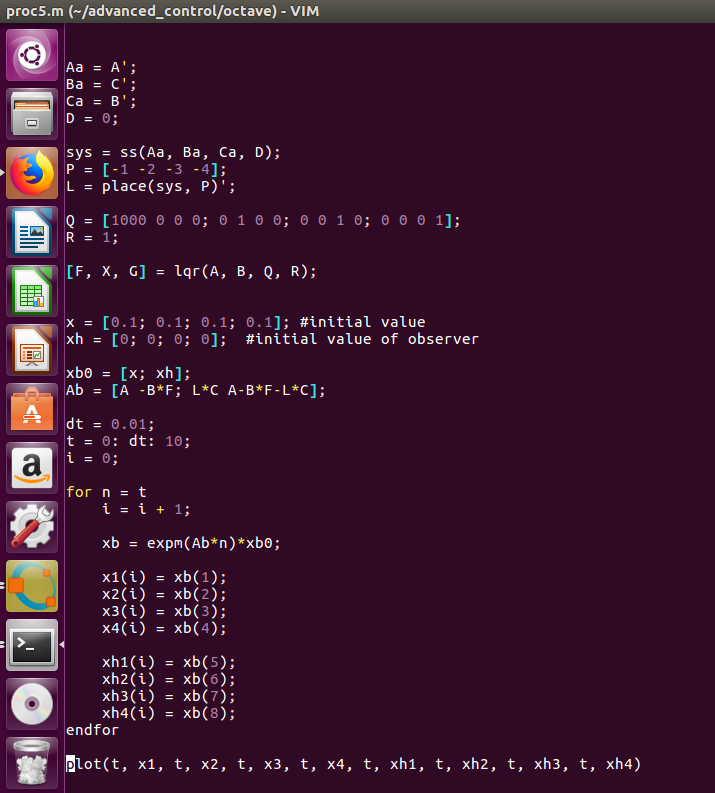 proc5.m (~/advanced_control/octave) - VIM
Aa = A';
Ba = C';
Ca = B';
D = 0;
sys = ss(Aa, Ba, Ca, D);
P = [-1 -2 -3 -4];
L = place(sys, P)';
Q = [1000 0 0 0; 0 1 0 0; 0 0 1 0; 0 0 0 1];
R = 1;
[F, X, G] = lqr(A, B, Q, R);
x = [0.1; 0.1; 0.1; 0.1]; #initial value
xh = [0; 0; 0; 0];  #initial value of observer
xb0 = [x; xh];
Ab = [A -B*F; L*C A-B*F-L*C];
dt = 0.01;
t = 0: dt: 10;
i = 0;
for n = t
    i = i + 1;
    xb = expm(Ab*n)*xb0;
    x1(i) = xb(1);
    x2(i) = xb(2);
    x3(i) = xb(3);
    x4(i) = xb(4);
    xh1(i) = xb(5);
    xh2(i) = xb(6);
    xh3(i) = xb(7);
    xh4(i) = xb(8);
endfor
plot(t, x1, t, x2, t, x3, t, x4, t, xh1, t, xh2, t, xh3, t, xh4)